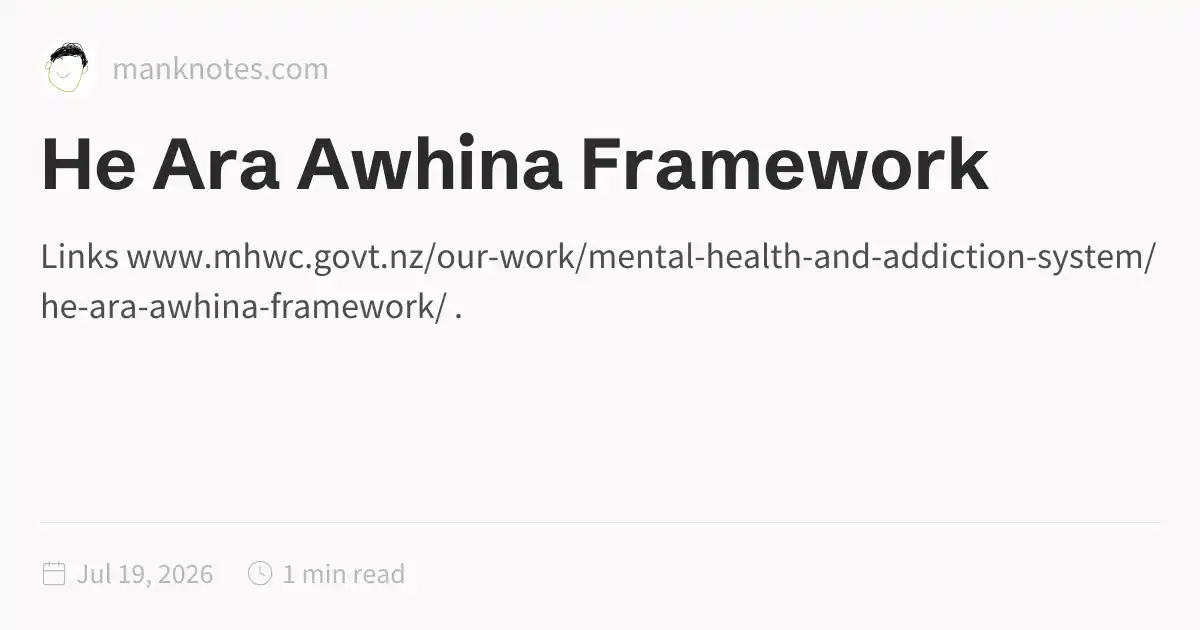 manknotes.com
He Ara Awhina Framework
Links www.mhwc.govt.nz/our-work/mental-health-and-addiction-system/
he-ara-awhina-framework/ .
Jul 19, 2026 1 min read